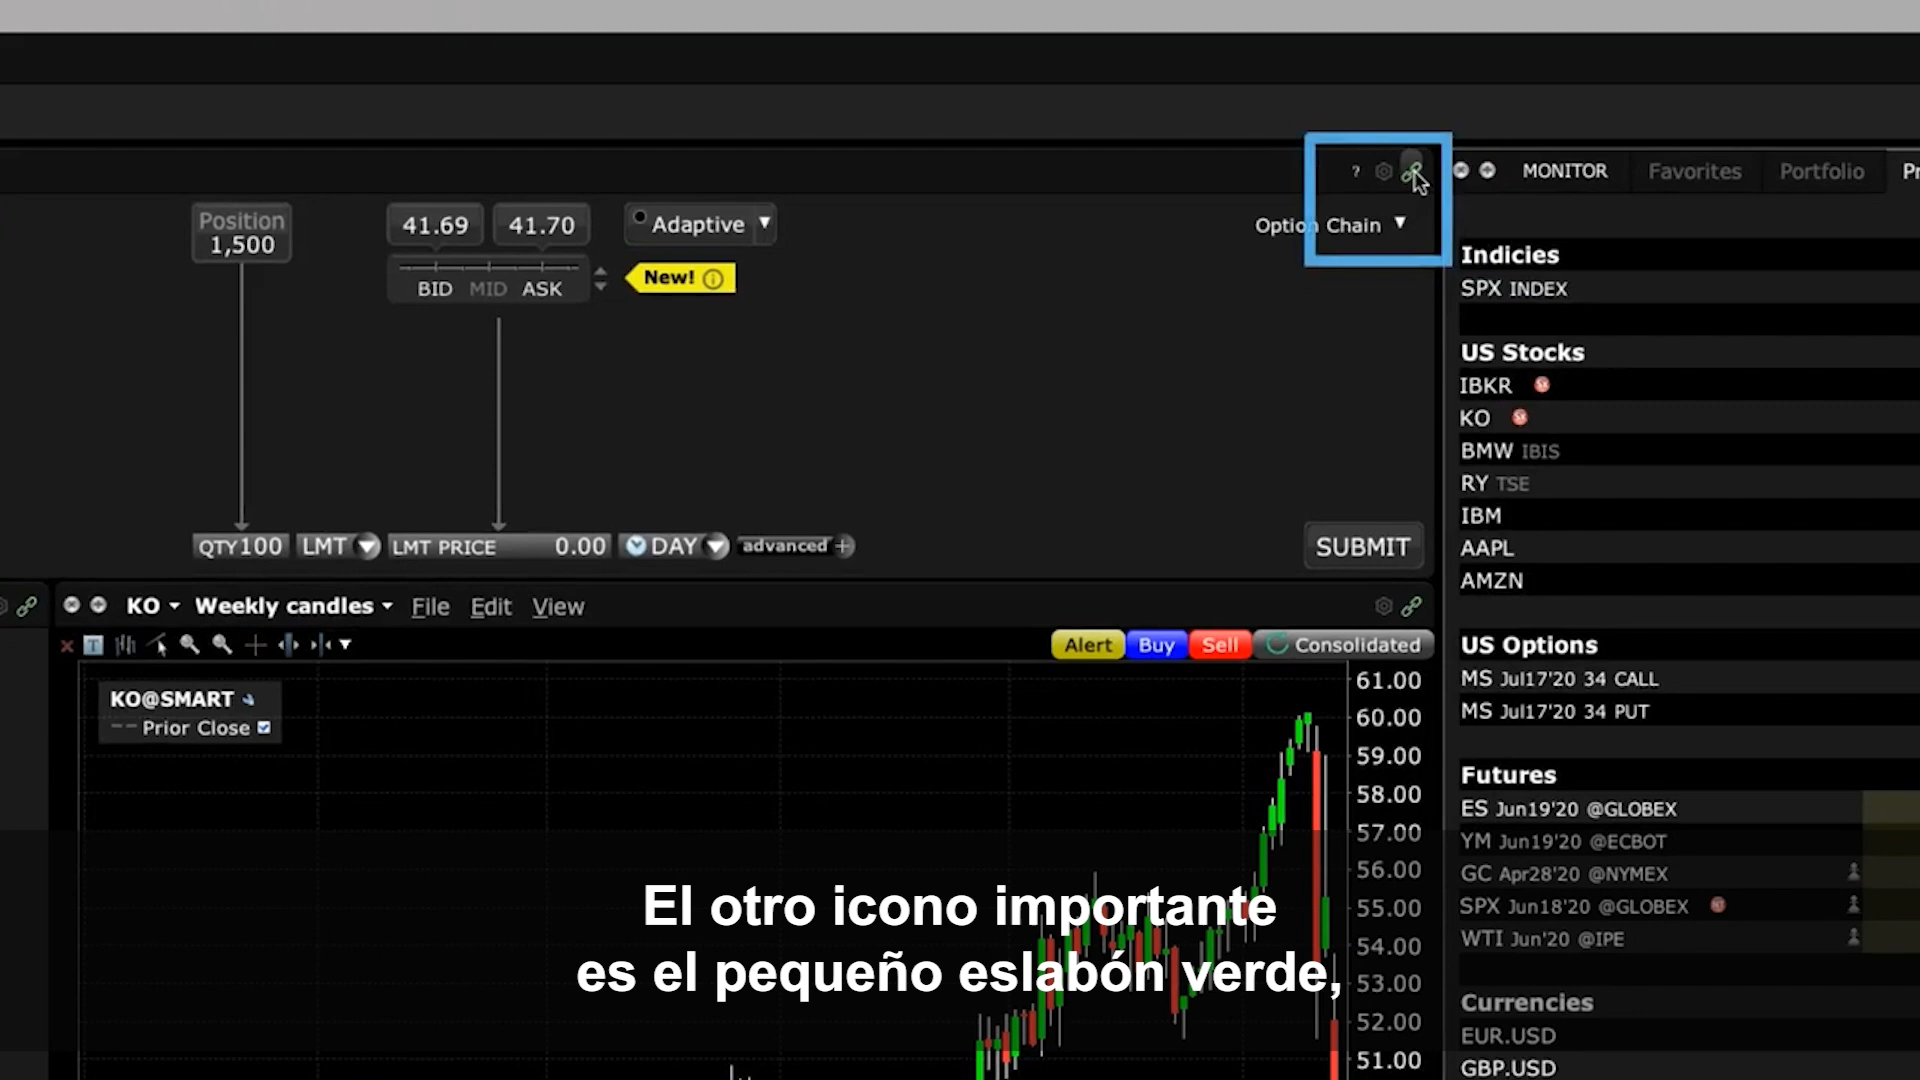 ?
MONITOR
Favorites
Portfolio
Pr
Position
1,500
41.69
41.70
Adaptive
Option Chain
BID MID ASK
New!
QTY 100
LMT
LMT PRICE 0.00
DAY
advanced +
SUBMIT
KO
Weekly candles
File
Edit
View
T
Alert
Buy
Sell
Consolidated
KO@SMART
Prior Close
61.00
60.00
59.00
58.00
57.00
56.00
55.00
54.00
53.00
52.00
51.00
Indicies
SPX INDEX
US Stocks
IBKR
KO
BMW IBIS
RY TSE
IBM
AAPL
AMZN
US Options
MS Jul17'20 34 CALL
MS Jul17'20 34 PUT
Futures
ES Jun19'20 @GLOBEX
YM Jun19'20 @ECBOT
GC Apr28'20 @NYMEX
SPX Jun18'20 @GLOBEX
WTI Jun'20 @IPE
Currencies
EUR.USD
GBP.USD
El otro icono importante
es el pequeño eslabón verde,